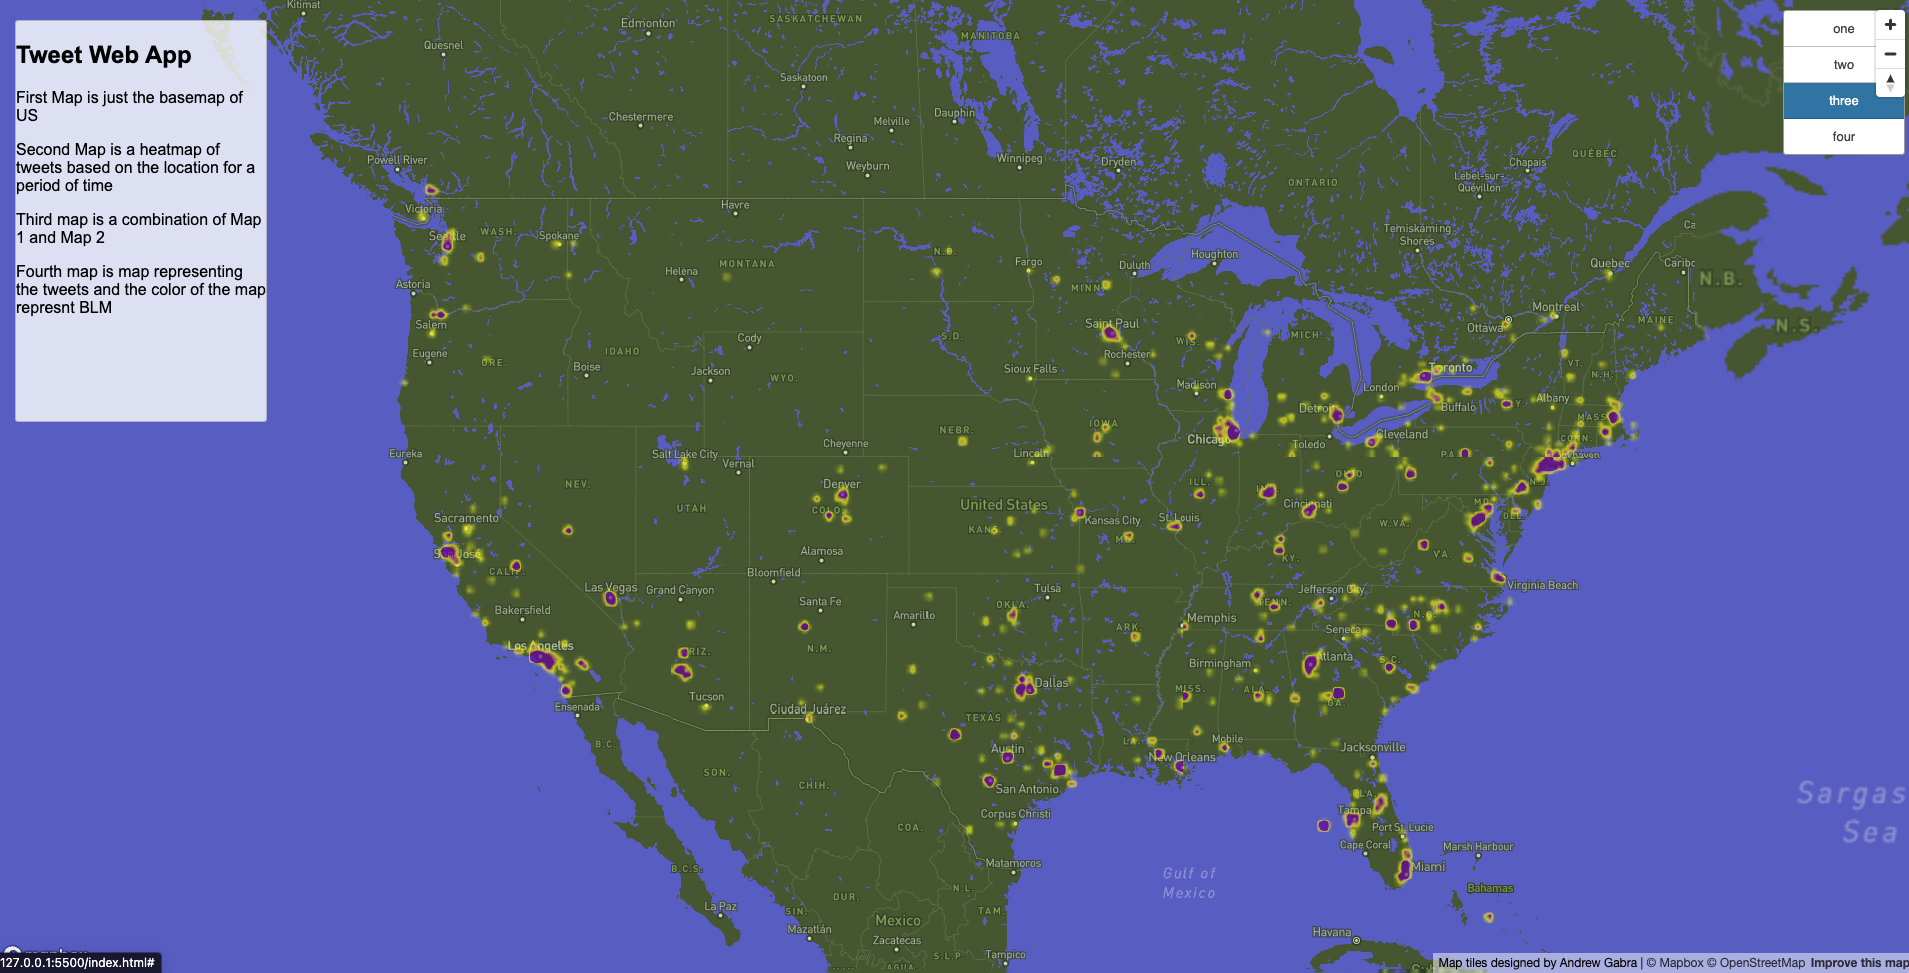 Tweet Web App
First Map is just the basemap of
US
Second Map is a heatmap of
tweets based on the location for a
period of time
Third map is a combination of Map
1 and Map 2
Fourth map is map representing
the tweets and the color of the map
represnt BLM
one
two
three
four
+
−
Kitimat
Edmonton
SASKATCHEWAN
MANITOBA
Quesnel
Saskatoon
Chestermere
Melville
Dauphin
Regina
Powell River
Weyburn
Winnipeg
Dryden
Chapais
QUÉBEC
Lebel-sur-
Quévillon
ONTARIO
Victoria
Havre
Ca
Seattle
WASH.
Spokane
Temiskaming
Shores
N.D.
Fargo
Houghton
Helena
MONTANA
Duluth
Quebec
Caribo
N.B.
Astoria
MINN.
Montreal
Salem
Saint Paul
Ottawa
MAINE
N.S.
Cody
S.D.
WIS.
MICH.
Eugene
ORE.
IDAHO
Rochester
VT.
Boise
Jackson
WYO.
Sioux Falls
Toronto
N.H.
Madison
London
Albany
Detroit
Buffalo
N.Y.
MASS.
IOWA
NEBR.
Chicago
Toledo
Cleveland
CONN.
Cheyenne
Eureka
Salt Lake City
Vernal
Lincoln
PA.
NEV.
Denver
ILL.
OHIO
N.J.
UTAH
COLO.
United States
Cincinnati
MD.
DEL.
Sacramento
KANS.
Kansas City
St. Louis
W.VA.
MO.
San José
Alamosa
KY.
VA.
CALIF.
Bloomfield
Las Vegas
Grand Canyon
Tulsa
Jefferson City
Virginia Beach
Santa Fe
OKLA.
TENN.
Bakersfield
Amarillo
Memphis
N.C.
ARK.
Seneca
Los Angeles
ARIZ.
N.M.
Birmingham
Atlanta
S.C.
Dallas
MISS.
ALA.
Tucson
GA.
Ensenada
Ciudad Juárez
TEXAS
B.C.
Austin
LA.
Mobile
Jacksonville
New Orleans
SON.
CHIH.
San Antonio
FLA.
Sargas
Sea
Corpus Christi
Tampa
COA.
Port St. Lucie
Cape Coral
Marsh Harbour
Matamoros
Miami
B.C.S.
Gulf of
Mexico
N.L.
Bahamas
DUR.
La Paz
SIN.
TAM.
Mexico
Mazatlán
Havana
Zacatecas
S.L.P.
Tampico
AGUA.
127.0.0.1:5500/index.html#
Map tiles designed by Andrew Gabra | © Mapbox © OpenStreetMap Improve this map